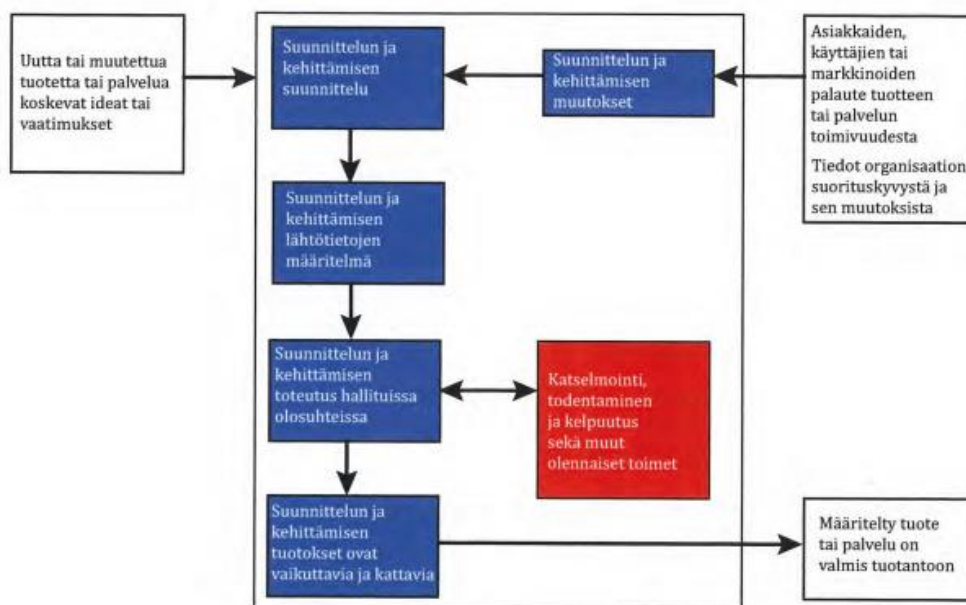 Uutta tai muutettua
tuotetta tai palvelua
koskevat ideat tai
vaatimukset
Suunnittelun ja
kehittämisen
suunnittelu
Suunnittelun ja
kehittämisen
muutokset
Asiakkaiden,
käyttäjien tai
markkinoiden
palaute tuotteen
tai palvelun
toimivuudesta
Tiedot organisaation
suorituskyvystä ja
sen muutoksista
Suunnittelun ja
kehittämisen
lähtötietojen
määritelmä
Suunnittelun ja
kehittämisen
toteutus hallituissa
olosuhteissa
Katselmointi,
todentaminen
ja kelpuutus
sekä muut
olennaiset toimet
Suunnittelun ja
kehittämisen
tuotokset ovat
vaikuttavia ja kattavia
Määritelty tuote
tai palvelu on
valmis tuotantoon